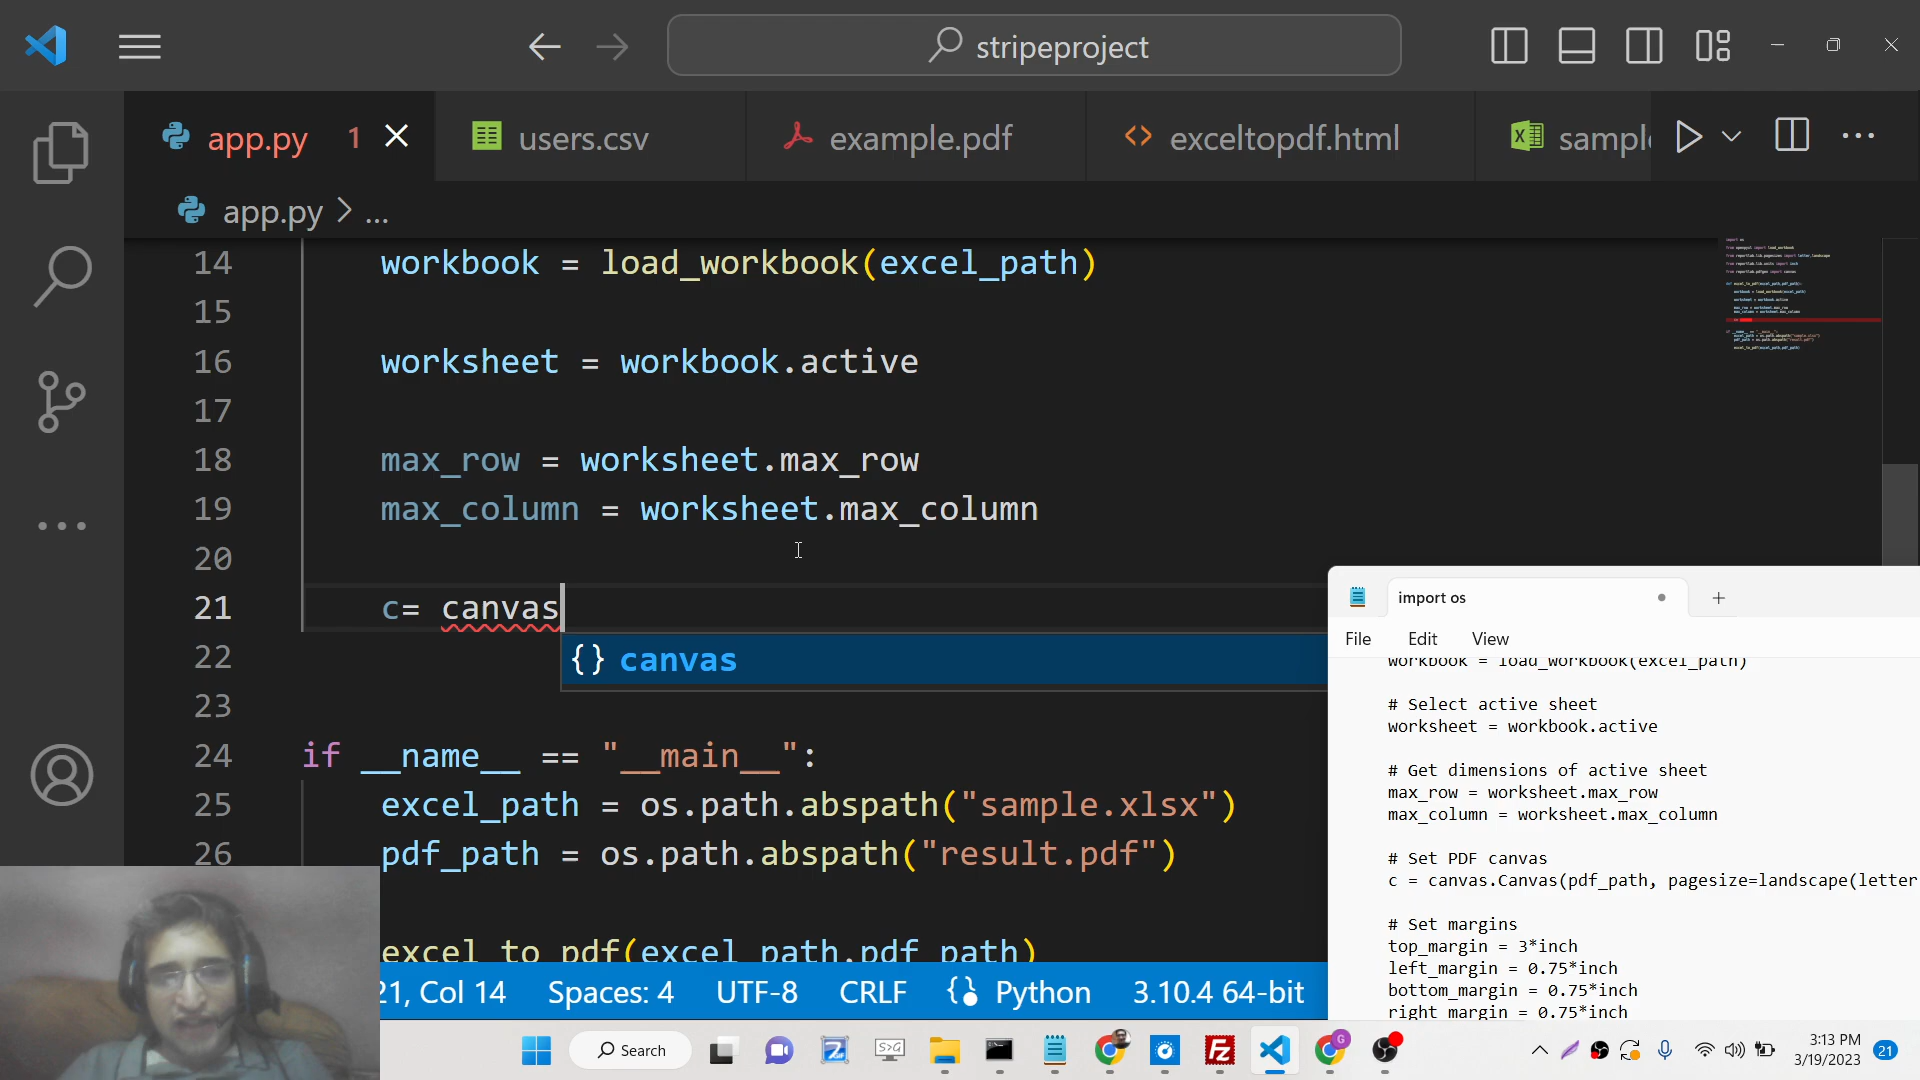 stripeproject
app.py 1
users.csv
example.pdf
exceltopdf.html
sampl
app.py > ...
14 workbook = load_workbook(excel_path)
15
16 worksheet = workbook.active
17
18 max_row = worksheet.max_row
19 max_column = worksheet.max_column
20
21 c= canvas
{} canvas
22
23
24 if __name__ == "__main__":
25 excel_path = os.path.abspath("sample.xlsx")
26 pdf_path = os.path.abspath("result.pdf")
excel_to_pdf(excel_path,pdf_path)
21, Col 14 Spaces: 4 UTF-8 CRLF Python 3.10.4 64-bit
import os
File Edit View
workbook = load_workbook(excel_path)
# Select active sheet
worksheet = workbook.active
# Get dimensions of active sheet
max_row = worksheet.max_row
max_column = worksheet.max_column
# Set PDF canvas
c = canvas.Canvas(pdf_path, pagesize=landscape(letter
# Set margins
top_margin = 3*inch
left_margin = 0.75*inch
bottom_margin = 0.75*inch
right_margin = 0.75*inch
Search
3:13 PM
3/19/2023
21